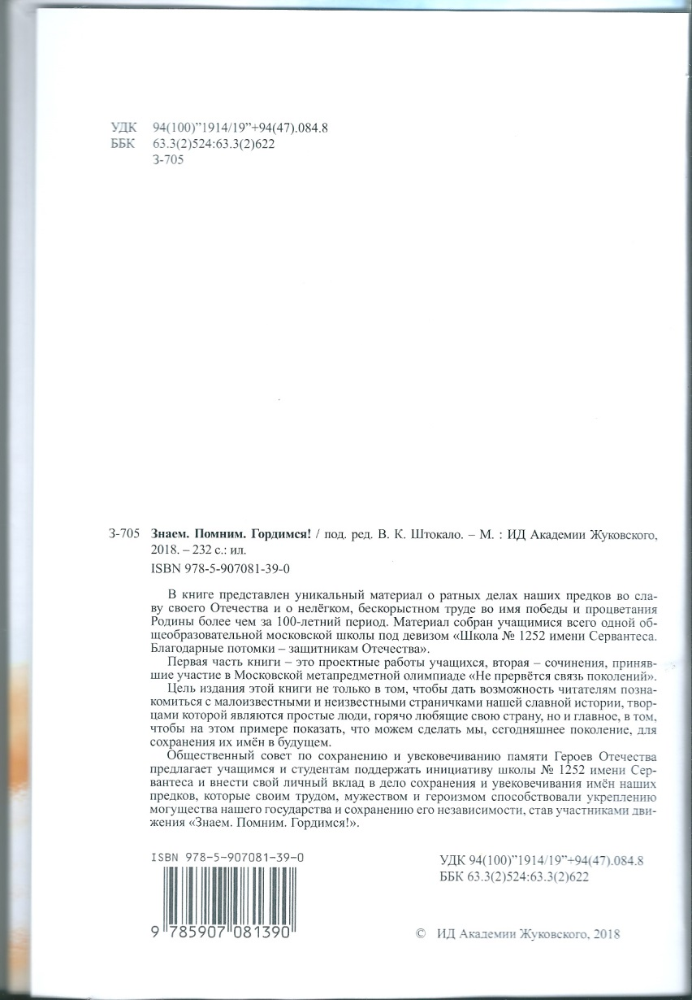 УДК 94(100)”1914/19”+94(47).084.8
ББК 63.3(2)524:63.3(2)622
З-705
З-705 Знаем. Помним. Гордимся! / под. ред. В. К. Штокало. – М. : ИД Академии Жуковского,
2018. – 232 с.: ил.
ISBN 978-5-907081-39-0
В книге представлен уникальный материал о ратных делах наших предков во сла-
ву своего Отечества и о нелёгком, бескорыстном труде во имя победы и процветания
Родины более чем за 100-летний период. Материал собран учащимися всего одной об-
щеобразовательной московской школы под девизом «Школа № 1252 имени Сервантеса.
Благодарные потомки – защитникам Отечества».
Первая часть книги – это проектные работы учащихся, вторая – сочинения, приняв-
шие участие в Московской метапредметной олимпиаде «Не прервётся связь поколений».
Цель издания этой книги не только в том, чтобы дать возможность читателям позна-
комиться с малоизвестными и неизвестными страничками нашей славной истории, твор-
цами которой являются простые люди, горячо любящие свою страну, но и главное, в том,
чтобы на этом примере показать, что можем сделать мы, сегодняшнее поколение, для
сохранения их имён в будущем.
Общественный совет по сохранению и увековечиванию памяти Героев Отечества
предлагает учащимся и студентам поддержать инициативу школы № 1252 имени Сер-
вантеса и внести свой личный вклад в дело сохранения и увековечивания имён наших
предков, которые своим трудом, мужеством и героизмом способствовали укреплению
могущества нашего государства и сохранению его независимости, став участниками дви-
жения «Знаем. Помним. Гордимся!».
ISBN 978-5-907081-39-0
9 785907 081390
УДК 94(100)”1914/19”+94(47).084.8
ББК 63.3(2)524:63.3(2)622
© ИД Академии Жуковского, 2018